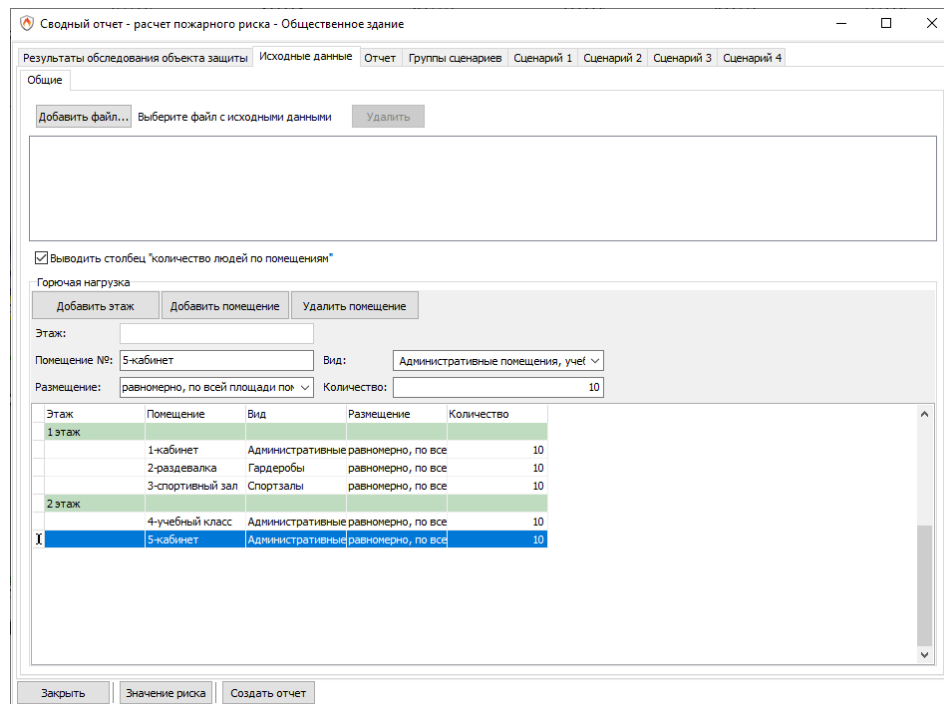 Сводный отчет - расчет пожарного риска - Общественное здание
Результаты обследования объекта защиты Исходные данные Отчет Группы сценариев Сценарий 1 Сценарий 2 Сценарий 3 Сценарий 4
Общие
Добавить файл... Выберите файл с исходными данными Удалить
Выводить столбец "количество людей по помещениям"
Горючая нагрузка
Добавить этаж Добавить помещение Удалить помещение
Этаж:
Помещение №: 5-кабинет Вид: Административные помещения, учеб
Размещение: равномерно, по всей площади пом Количество: 10
Этаж Помещение Вид Размещение Количество
1 этаж
1-кабинет Административные равномерно, по все 10
2-раздевалка Гардеробы равномерно, по все 10
3-спортивный зал Спортзалы равномерно, по все 10
2 этаж
4-учебный класс Административные равномерно, по все 10
5-кабинет Административные равномерно, по все 10
Закрыть Значение риска Создать отчет